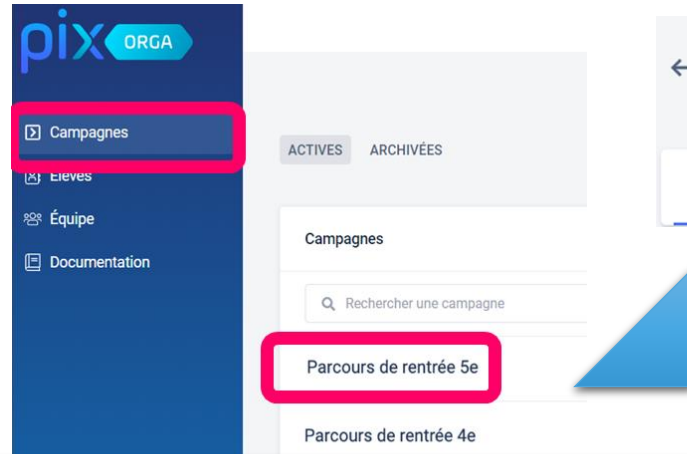 pix ORGA
Campagnes
Élèves
Équipe
Documentation
ACTIVES ARCHIVÉES
Campagnes
Rechercher une campagne
Parcours de rentrée 5e
Parcours de rentrée 4e